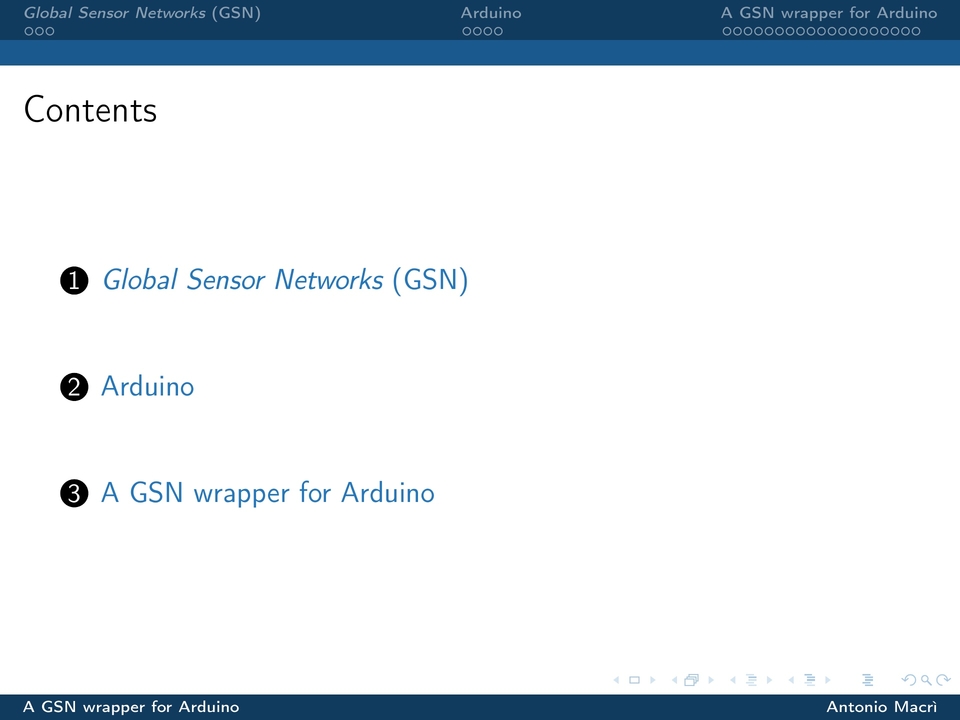 Global Sensor Networks (GSN) Arduino A GSN wrapper for Arduino
Contents
1 Global Sensor Networks (GSN)
2 Arduino
3 A GSN wrapper for Arduino
A GSN wrapper for Arduino Antonio Macrì